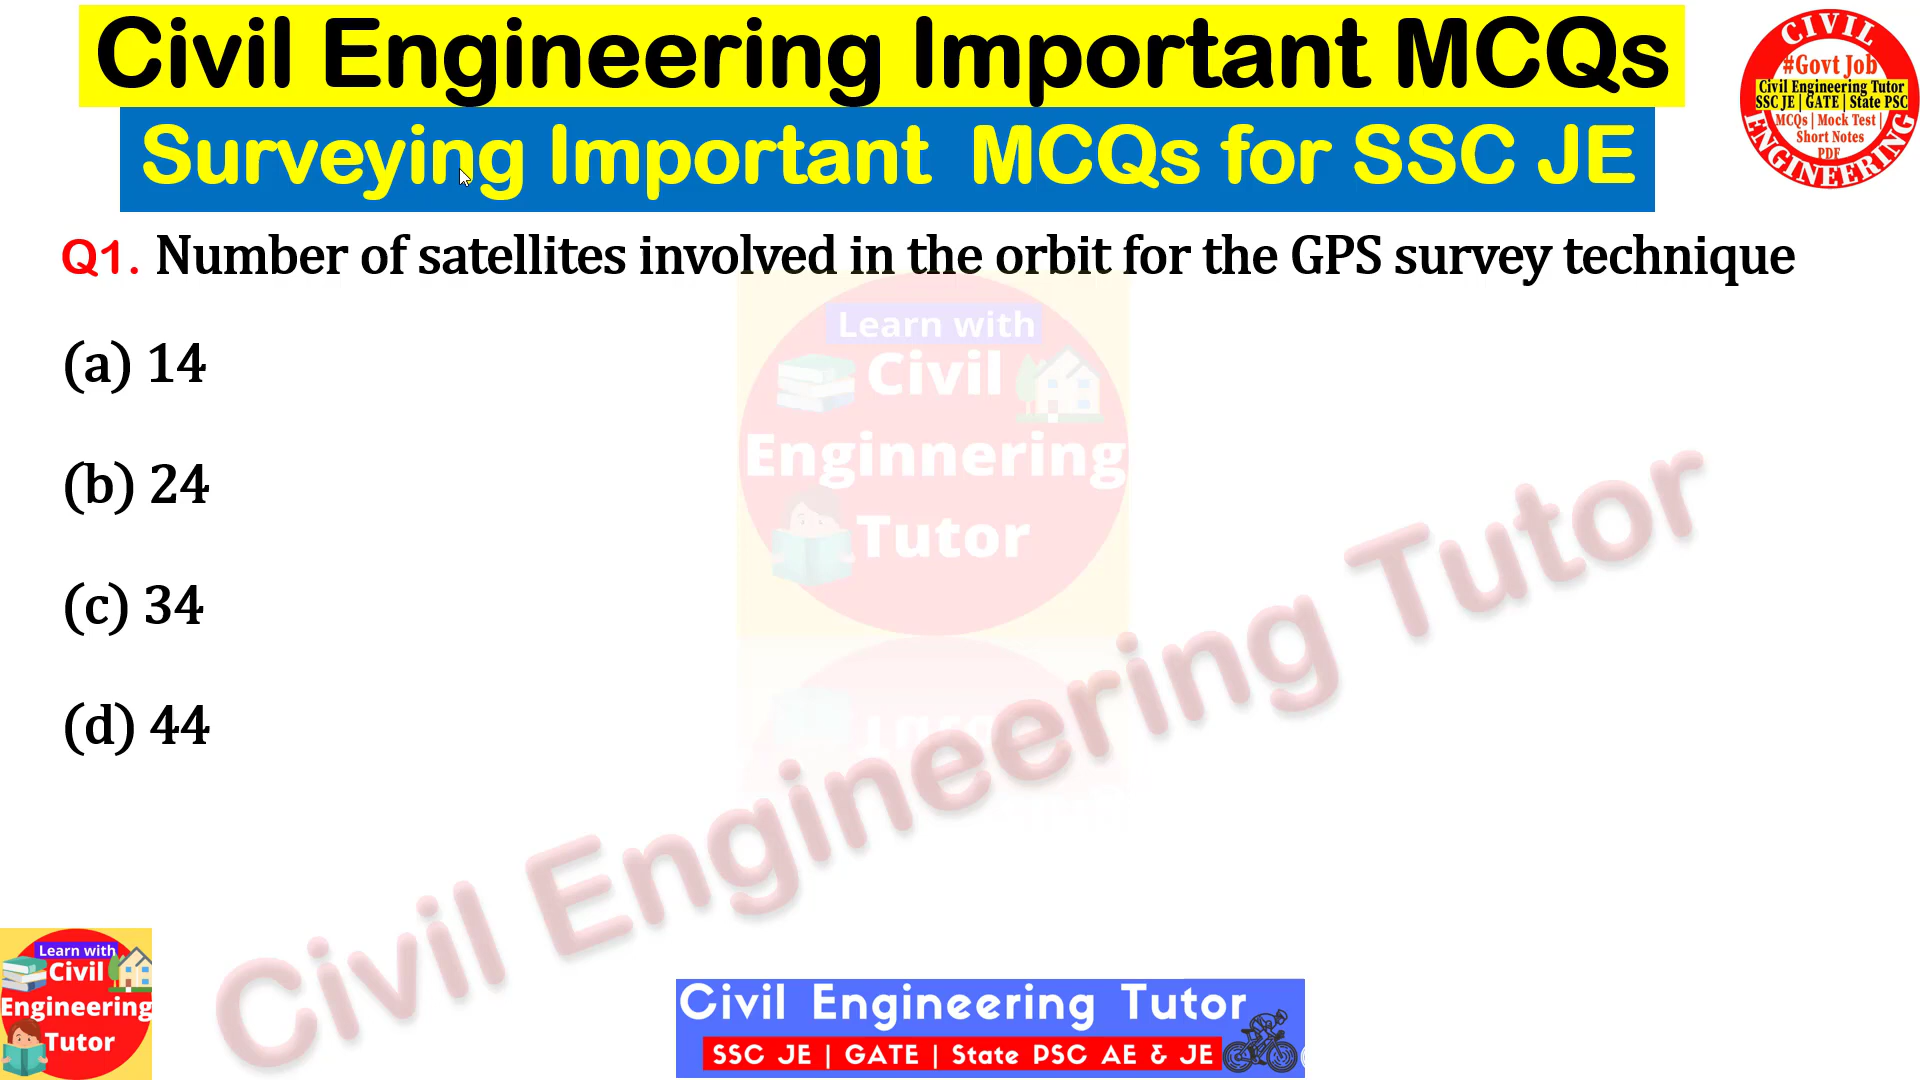 Civil Engineering Important MCQs
Surveying Important MCQs for SSC JE
CIVIL
#Govt Job
Civil Engineering Tutor
SSC JE | GATE | State PSC
MCQs | Mock Test |
Short Notes
PDF
ENGINEERING
Q1. Number of satellites involved in the orbit for the GPS survey technique
(a) 14
(b) 24
(c) 34
(d) 44
Learn with
Civil
Enginnering
Tutor
Civil Engineering Tutor
Learn with
Civil
Engineering
Tutor
Civil Engineering Tutor
SSC JE | GATE | State PSC AE & JE